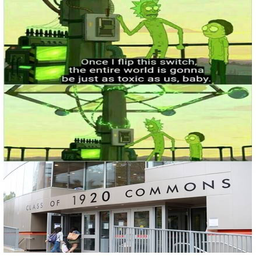 Once I flip this switch,
the entire world is gonna
be just as toxic as us, baby.
CLASS OF 1920 COMMONS